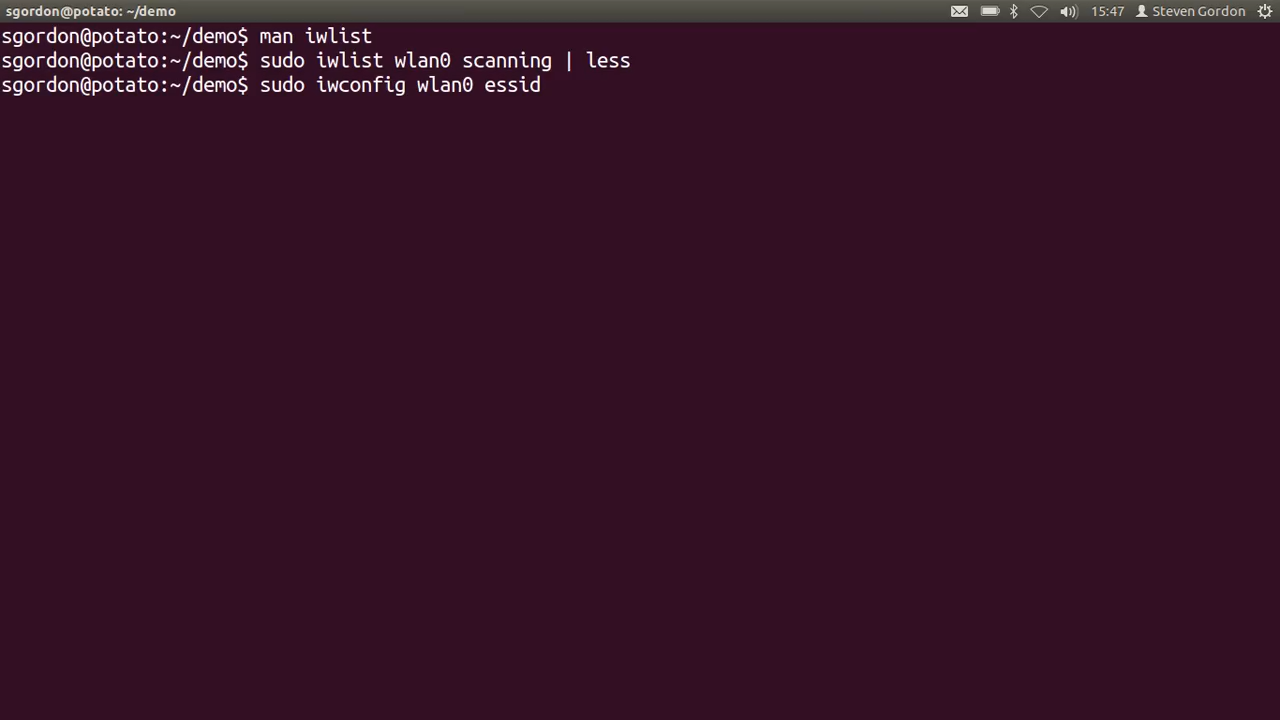 sgordon@potato: ~/demo 15:47 Steven Gordon
sgordon@potato:~/demo$ man iwlist
sgordon@potato:~/demo$ sudo iwlist wlan0 scanning | less
sgordon@potato:~/demo$ sudo iwconfig wlan0 essid